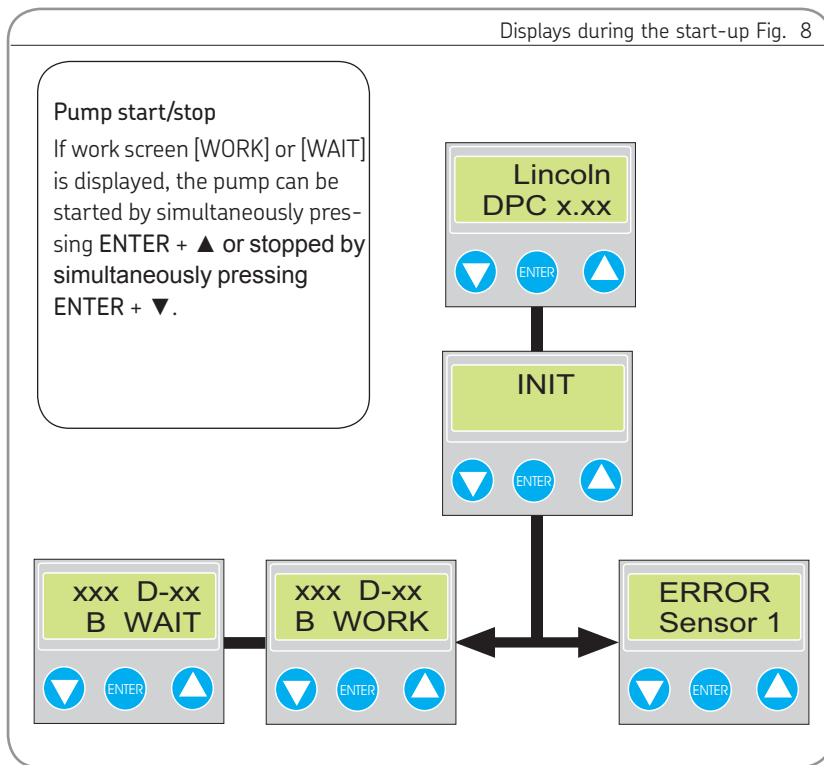 Displays during the start-up Fig. 8
Pump start/stop
If work screen [WORK] or [WAIT]
is displayed, the pump can be
started by simultaneously pres-
sing ENTER + ▲ or stopped by
simultaneously pressing
ENTER + ▼.
Lincoln
DPC x.xx
ENTER
INIT
ENTER
xxx D-xx
B WAIT
ENTER
xxx D-xx
B WORK
ENTER
ERROR
Sensor 1
ENTER